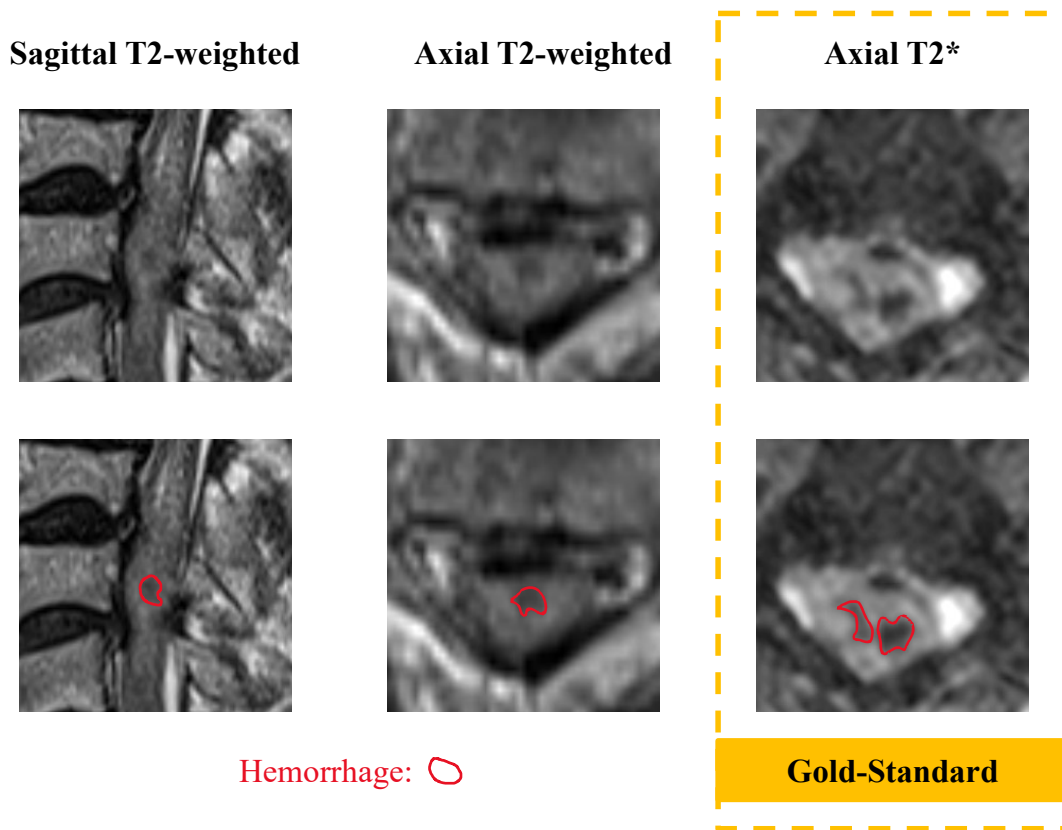 Sagittal T2-weighted
Axial T2-weighted
Axial T2*
Hemorrhage:
Gold-Standard